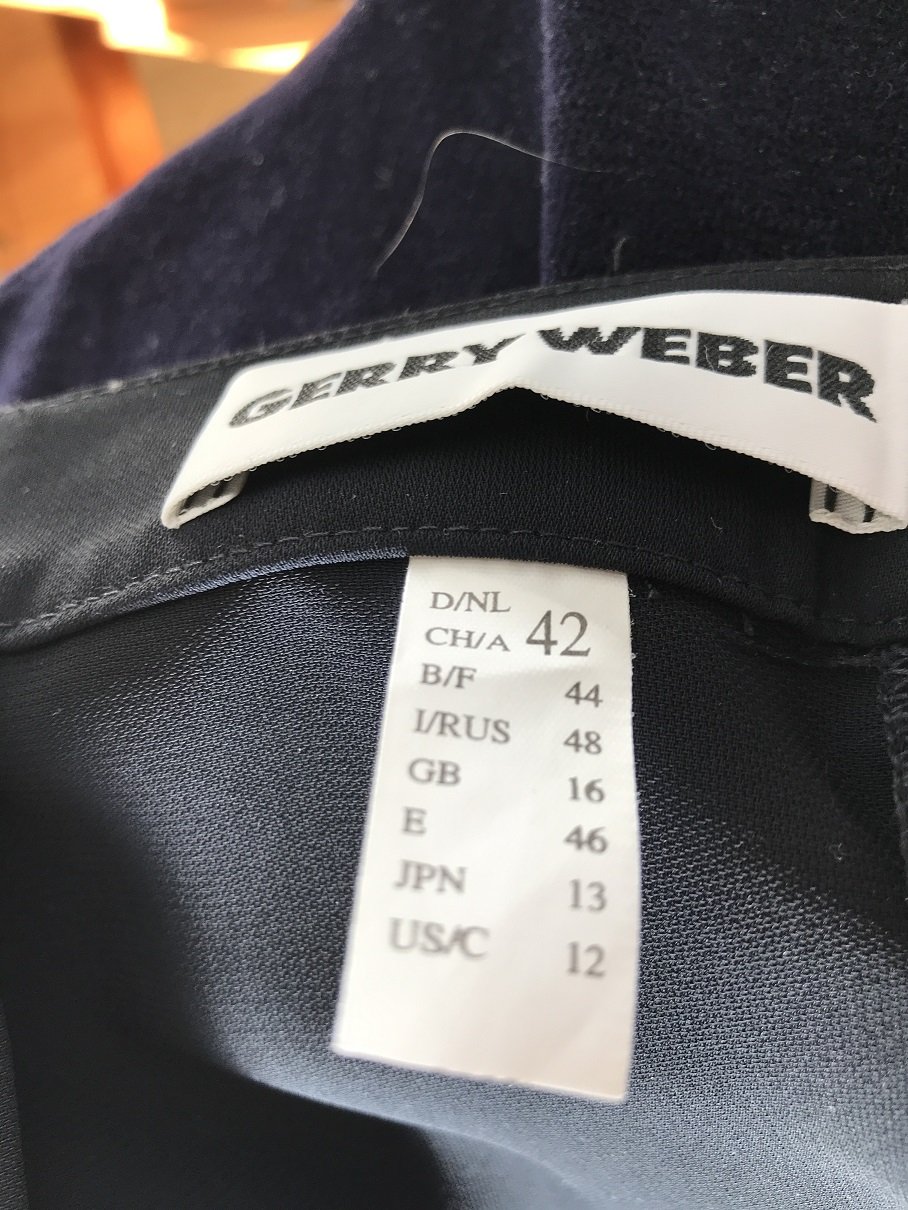 GERRY WEBER
D/NL
CH/A 42
B/F 44
I/RUS 48
GB 16
E 46
JPN 13
US/C 12